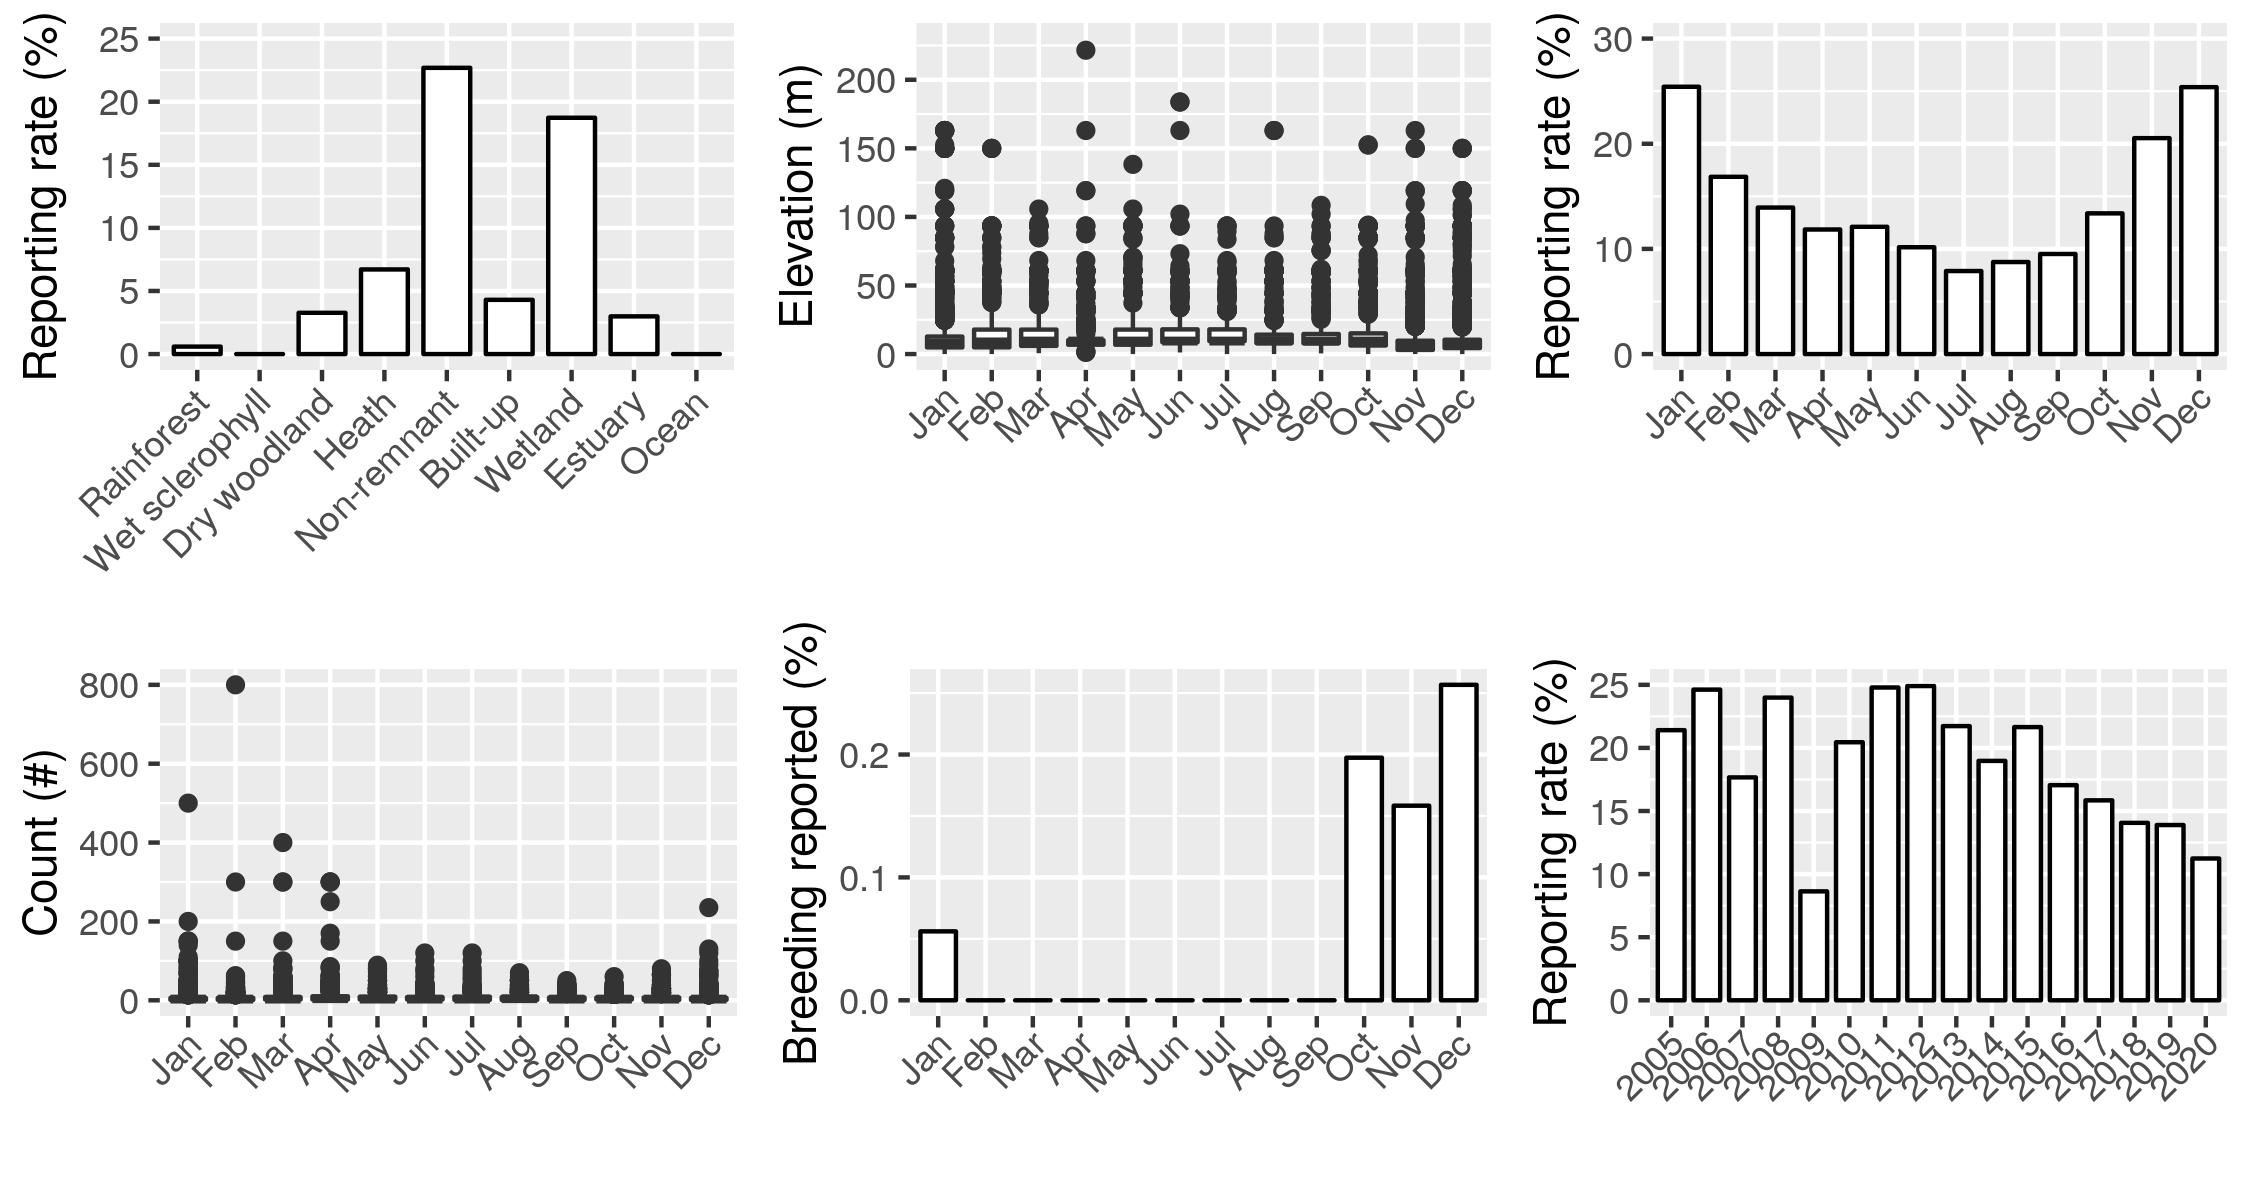 Reporting rate (%)
25
20
15
10
5
0
Rainforest
Wet sclerophyll
Dry woodland
Heath
Non-remnant
Built-up
Wetland
Estuary
Ocean
Elevation (m)
200
150
100
50
0
Jan
Feb
Mar
Apr
May
Jun
Jul
Aug
Sep
Oct
Nov
Dec
Reporting rate (%)
30
20
10
0
Jan
Feb
Mar
Apr
May
Jun
Jul
Aug
Sep
Oct
Nov
Dec
Count (#)
800
600
400
200
0
Jan
Feb
Mar
Apr
May
Jun
Jul
Aug
Sep
Oct
Nov
Dec
Breeding reported (%)
0.2
0.1
0.0
Jan
Feb
Mar
Apr
May
Jun
Jul
Aug
Sep
Oct
Nov
Dec
Reporting rate (%)
25
20
15
10
5
0
2005
2006
2007
2008
2009
2010
2011
2012
2013
2014
2015
2016
2017
2018
2019
2020